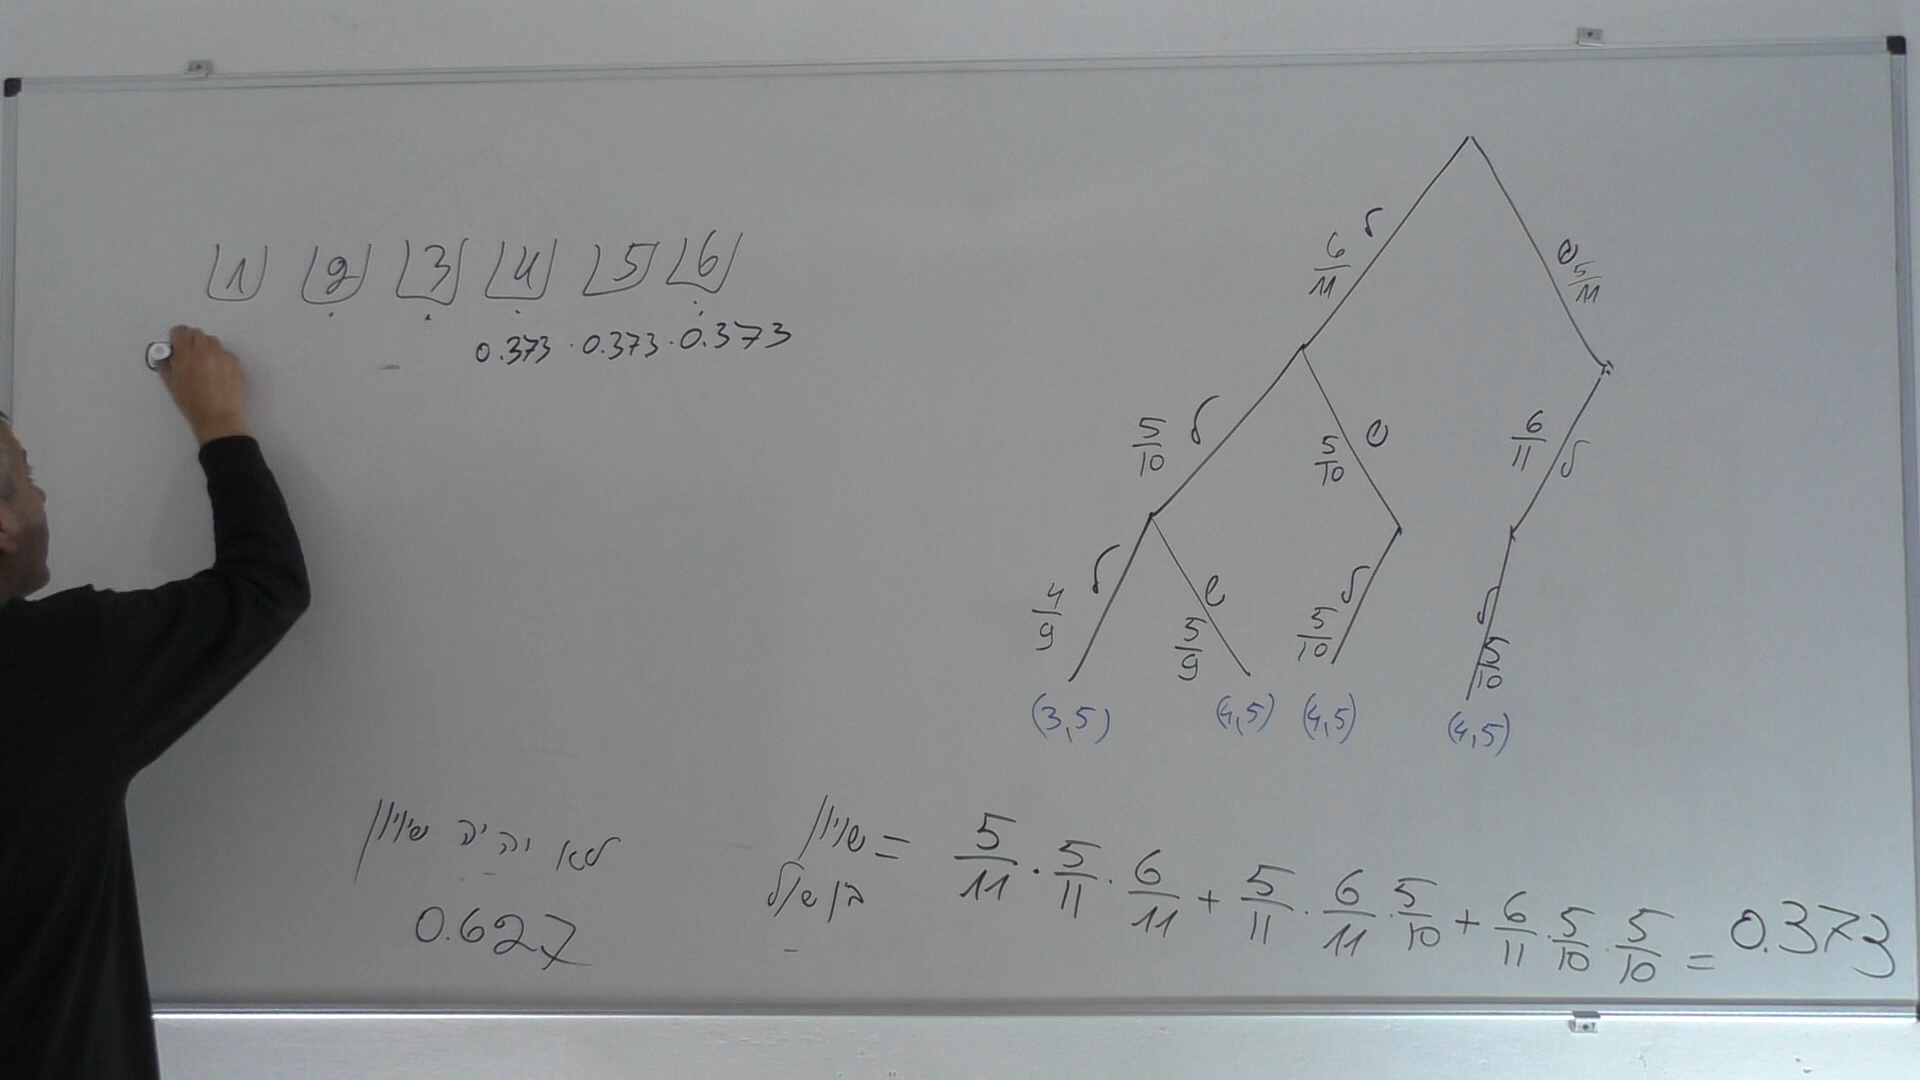 1 2 3 4 5 6
0.373 · 0.373 · 0.373
6/11 5/11
5/10 5/10 6/11
4/9 5/9 5/10 5/10
(3,5) (4,5) (4,5) (4,5)
לא יהיה שיויון
0.627
שויון = 5/11 · 5/11 · 6/11 + 5/11 · 6/11 · 5/10 + 6/11 · 5/10 · 5/10 = 0.373